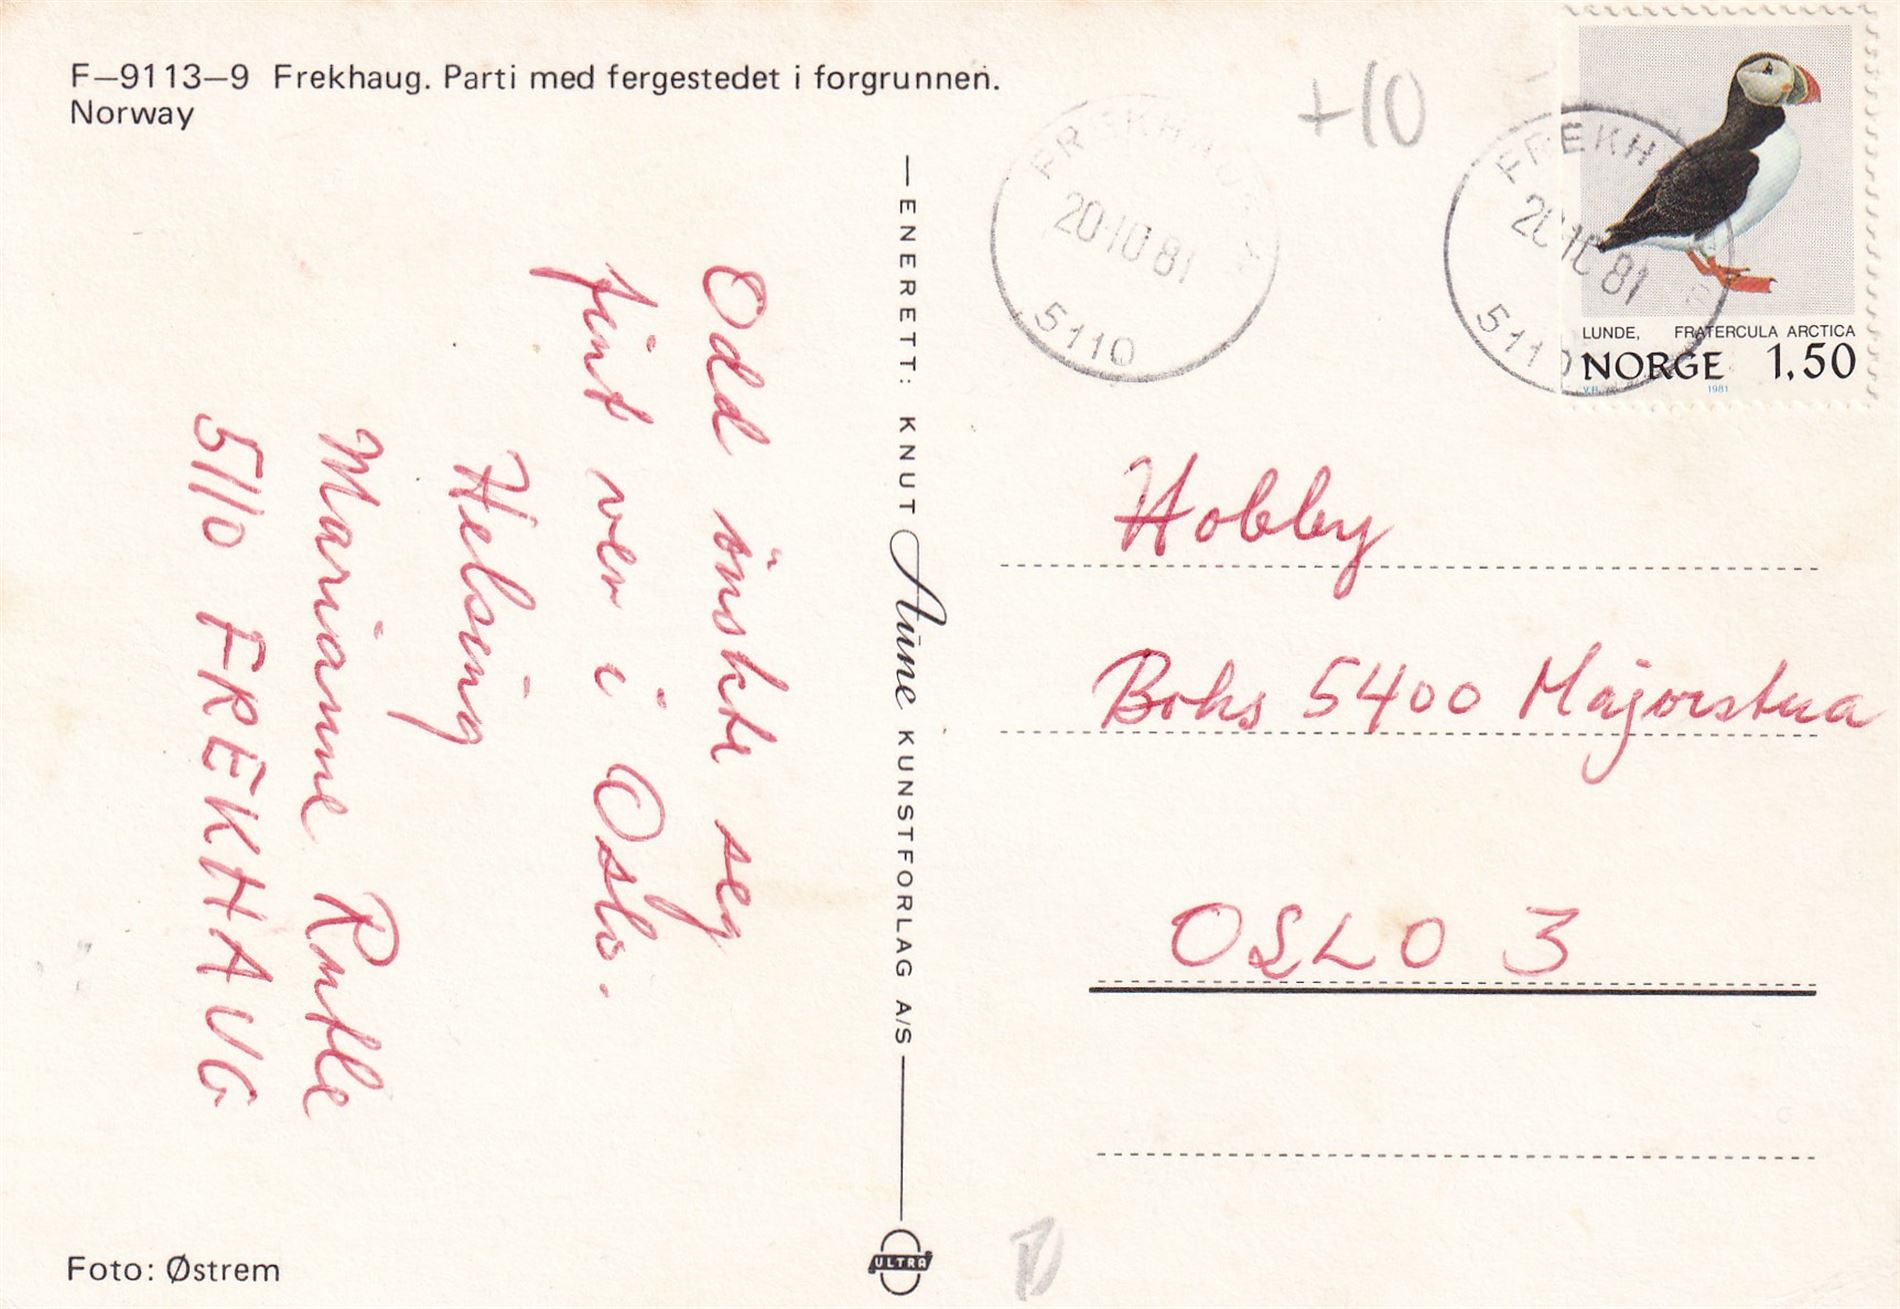 F-9113-9 Frekhaug. Parti med fergestedet i forgrunnen.
Norway
+10
FREKHAUG
20.10.81
5110
FREKH
20.10.81
5110
LUNDE, FRATERCULA ARCTICA
NORGE 1,50
1981
Odd önskte seg
fint ver i Oslo.
Helsing
Marianne
5110 FREKHAUG
ENERETT: KNUT Aune KUNSTFORLAG A/S
Hobby
Boks 5400 Majorstua
OSLO 3
Foto: Østrem
ULTRA